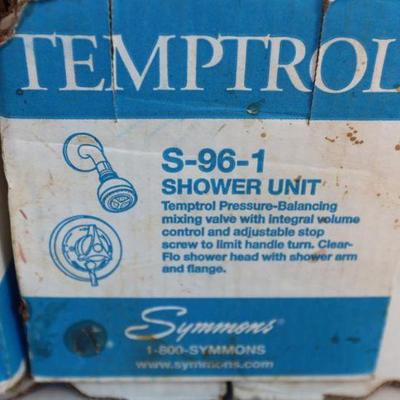 TEMPTROL
S-96-1
SHOWER UNIT
Temptrol Pressure-Balancing
mixing valve with integral volume
control and adjustable stop
screw to limit handle turn. Clear-
Flo shower head with shower arm
and flange.
Symmons®
1-800-SYMMONS
www.symmons.com